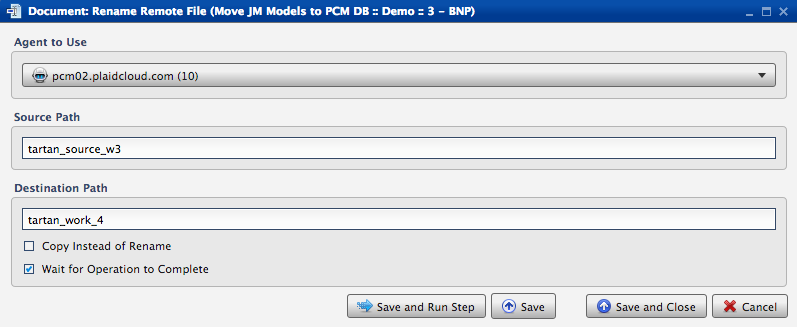 Document: Rename Remote File (Move JM Models to PCM DB :: Demo :: 3 - BNP)
Agent to Use
pcm02.plaidcloud.com (10)
Source Path
tartan_source_w3
Destination Path
tartan_work_4
Copy Instead of Rename
Wait for Operation to Complete
Save and Run Step Save Save and Close Cancel